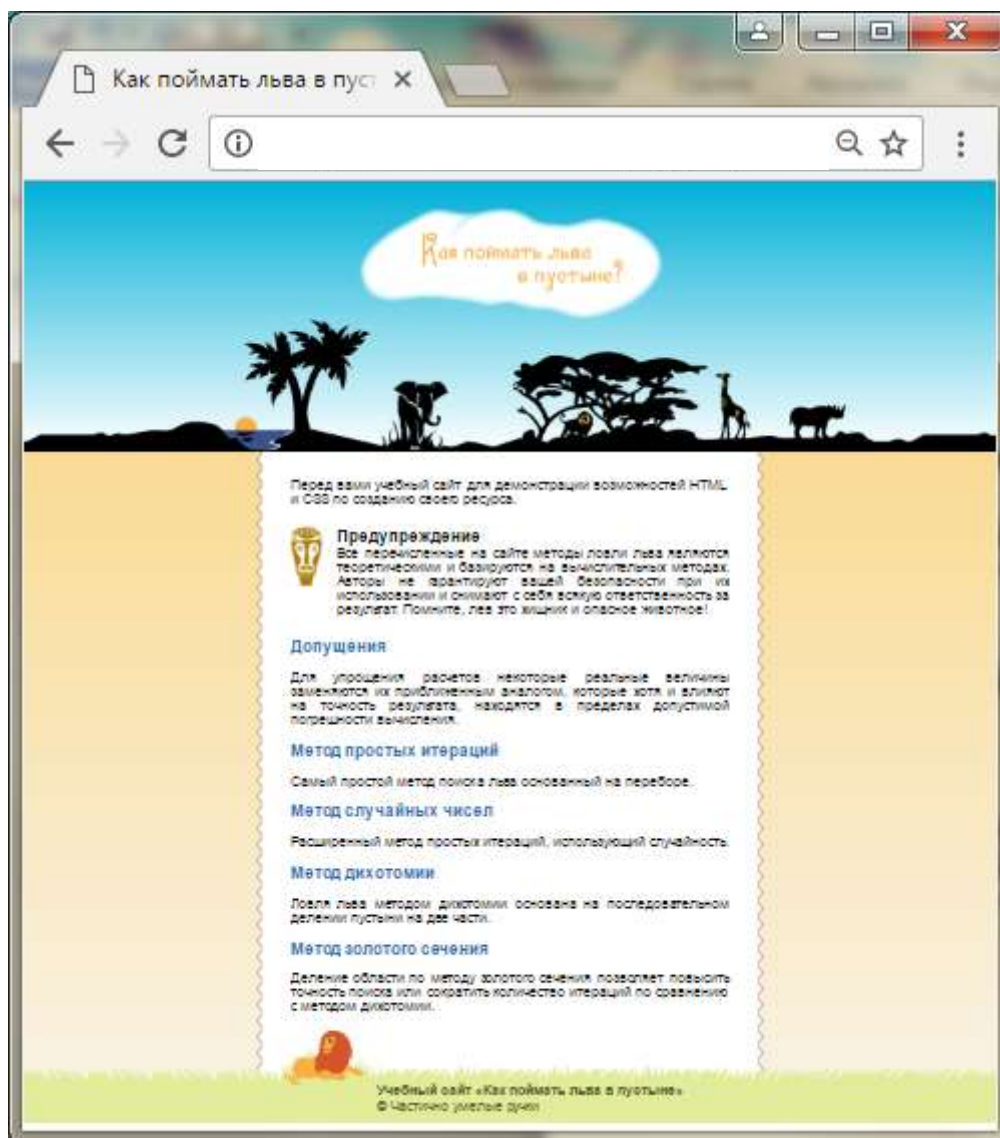 Как поймать льва в пуст
Как поймать льва
в пустыне?
Перед вами учебный сайт для демонстрации возможностей HTML
и CSS по созданию своего ресурса.
Предупреждение
Все перечисленные на сайте методы ловли льва являются
теоретическими и базируются на вычислительных методах.
Авторы не гарантируют вашей безопасности при их
использовании и снимают с себя всякую ответственность за
результат. Помните, лев это хищник и опасное животное!
Допущения
Для упрощения расчетов некоторые реальные величины
заменяются их приближенным аналогом, которые хотя и влияют
на точность результата, находятся в пределах допустимой
погрешности вычисления.
Метод простых итераций
Самый простой метод поиска льва основанный на переборе.
Метод случайных чисел
Расширенный метод простых итераций, использующий случайность.
Метод дихотомии
Ловля льва методом дихотомии основана на последовательном
делении пустыни на две части.
Метод золотого сечения
Деление области по методу золотого сечения позволяет повысить
точность поиска или сократить количество итераций по сравнению
с методом дихотомии.
Учебный сайт «Как поймать льва в пустыне»
© Частично умелые ручки